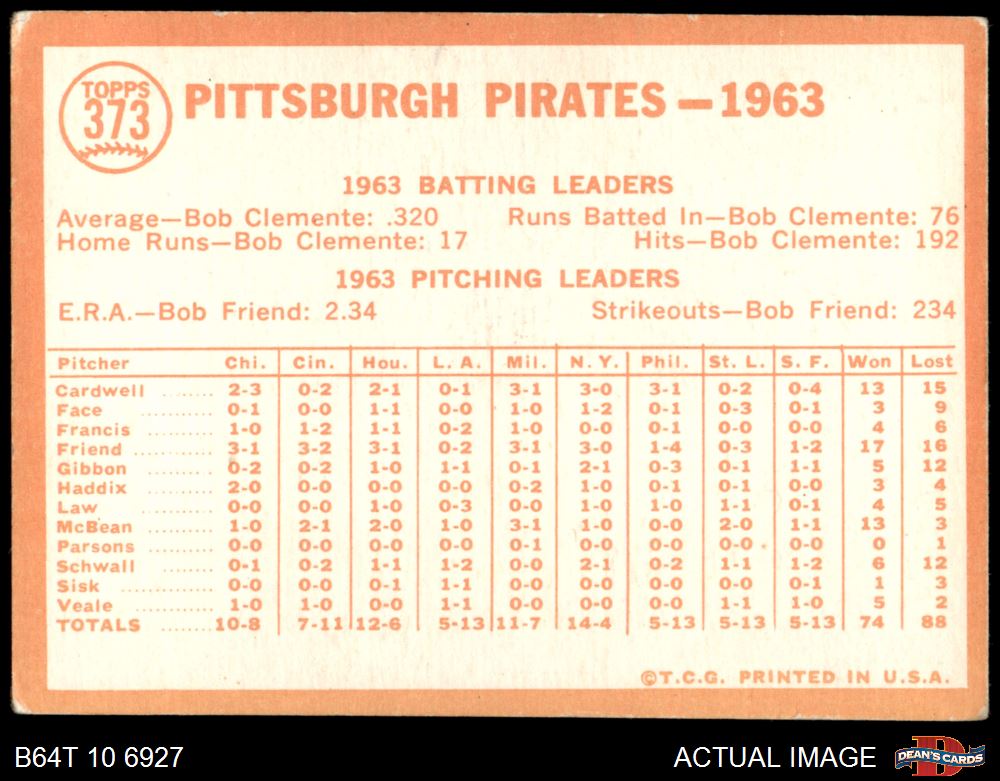 TOPPS
373
PITTSBURGH PIRATES — 1963
1963 BATTING LEADERS
Average—Bob Clemente: .320 Runs Batted In—Bob Clemente: 76
Home Runs—Bob Clemente: 17 Hits—Bob Clemente: 192
1963 PITCHING LEADERS
E.R.A.—Bob Friend: 2.34 Strikeouts—Bob Friend: 234
Pitcher Chi. Cin. Hou. L. A. Mil. N. Y. Phil. St. L. S. F. Won Lost
Cardwell ........ 2-3 0-2 2-1 0-1 3-1 3-0 3-1 0-2 0-4 13 15
Face .......... 0-1 0-0 1-1 0-0 1-0 1-2 0-1 0-3 0-1 3 9
Francis .......... 1-0 1-2 1-1 0-2 1-0 0-1 0-1 0-0 0-0 4 6
Friend ............ 3-1 3-2 3-1 0-2 3-1 3-0 1-4 0-3 1-2 17 16
Gibbon .......... 0-2 0-2 1-0 1-1 0-1 2-1 0-3 0-1 1-1 5 12
Haddix .......... 2-0 0-0 0-0 0-0 0-2 1-0 0-1 0-1 0-0 3 4
Law .............. 0-0 0-0 1-0 0-3 0-0 1-0 1-0 1-1 0-1 4 5
McBean .......... 1-0 2-1 2-0 1-0 3-1 1-0 0-0 2-0 1-1 13 3
Parsons .......... 0-0 0-0 0-0 0-0 0-1 0-0 0-0 0-0 0-0 0 1
Schwall .......... 0-1 0-2 1-1 1-2 0-0 2-1 0-2 1-1 1-2 6 12
Sisk .............. 0-0 0-0 0-1 1-1 0-0 0-0 0-0 0-0 0-1 1 3
Veale ............ 1-0 1-0 0-0 1-1 0-0 0-0 0-0 1-1 1-0 5 2
TOTALS ........ 10-8 7-11 12-6 5-13 11-7 14-4 5-13 5-13 5-13 74 88
©T.C.G. PRINTED IN U.S.A.
B64T 10 6927 ACTUAL IMAGE DEAN'S CARDS